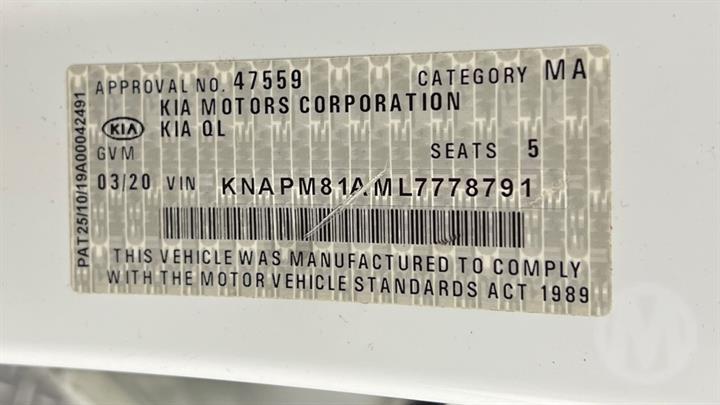 APPROVAL NO. 47559 CATEGORY MA
KIA MOTORS CORPORATION
KIA KIA QL
GVM SEATS 5
03/20 VIN KNAPM81AML7778791
THIS VEHICLE WAS MANUFACTURED TO COMPLY
WITH THE MOTOR VEHICLE STANDARDS ACT 1989
PAT25/10/19A00042491
M